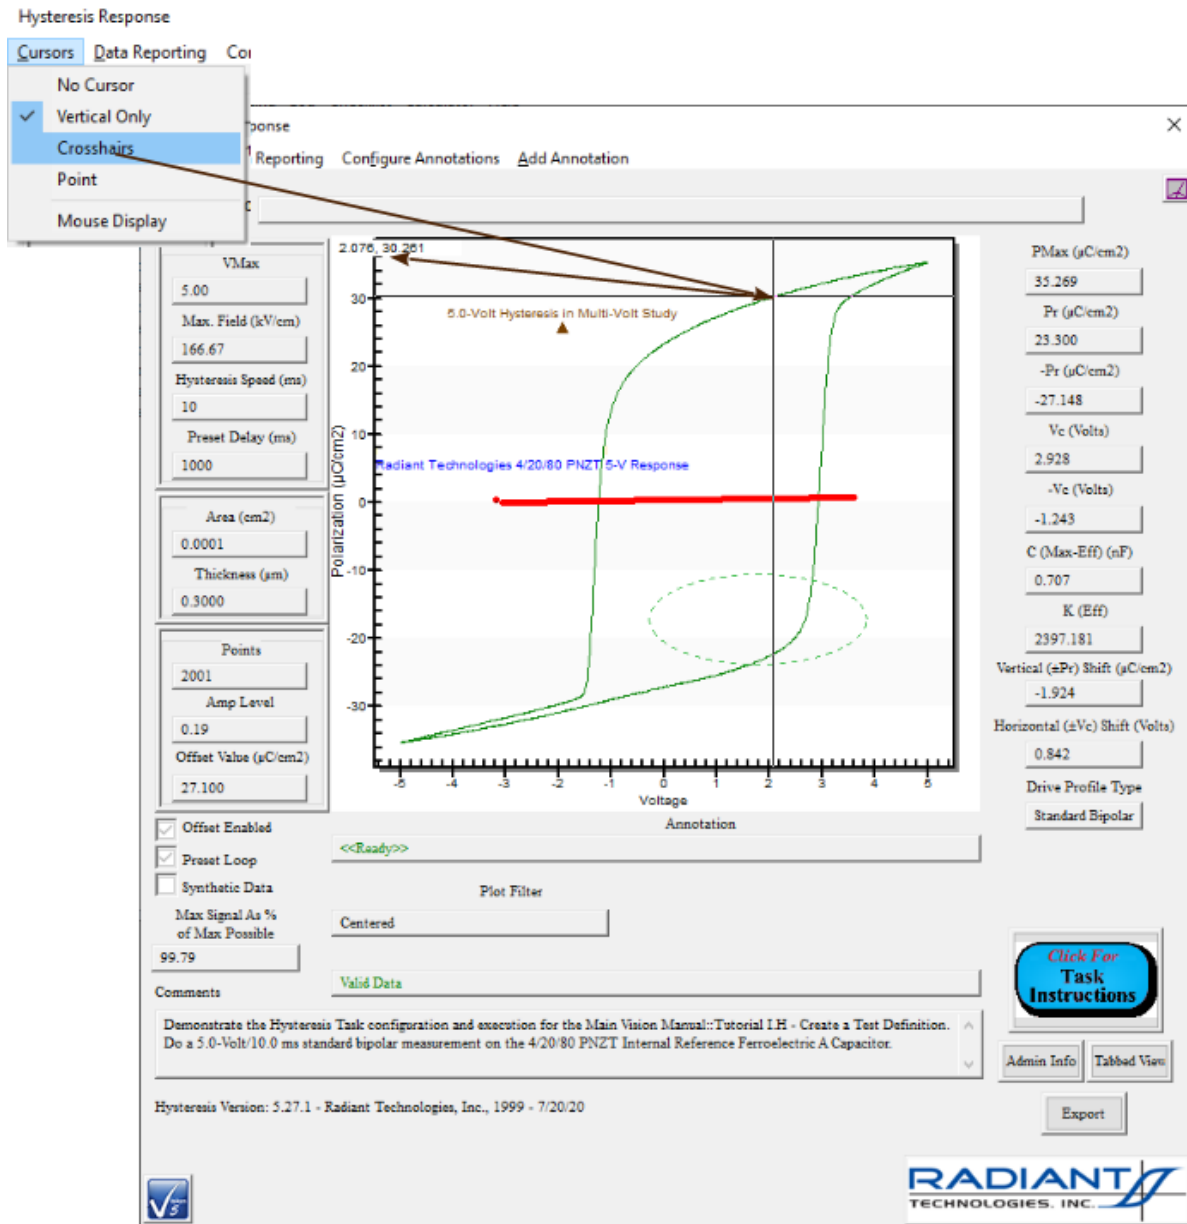 Hysteresis Response
Cursors Data Reporting
No Cursor
Vertical Only
Crosshairs
Point
Mouse Display
ponse
Reporting Configure Annotations Add Annotation
2.076, 30.261
VMax
5.00
Max. Field (kV/cm)
166.67
Hysteresis Speed (ms)
10
Preset Delay (ms)
1000
Area (cm2)
0.0001
Thickness (µm)
0.3000
Points
2001
Amp Level
0.19
Offset Value (µC/cm2)
27.100
Offset Enabled
Preset Loop
Synthetic Data
Max Signal As %
of Max Possible
99.79
Polarization (µC/cm2)
30
20
10
0
-10
-20
-30
5.0-Volt Hysteresis in Multi-Volt Study
Radiant Technologies 4/20/80 PNZT 5-V Response
-5 -4 -3 -2 -1 0 1 2 3 4 5
Voltage
Annotation
<<Ready>>
Plot Filter
Centered
Valid Data
PMax (µC/cm2)
35.269
Pr (µC/cm2)
23.300
-Pr (µC/cm2)
-27.148
Vc (Volts)
2.928
-Vc (Volts)
-1.243
C (Max-Eff) (nF)
0.707
K (Eff)
2397.181
Vertical (±Pr) Shift (µC/cm2)
-1.924
Horizontal (±Vc) Shift (Volts)
0.842
Drive Profile Type
Standard Bipolar
Click For
Task
Instructions
Comments
Demonstrate the Hysteresis Task configuration and execution for the Main Vision Manual::Tutorial I.H - Create a Test Definition.
Do a 5.0-Volt/10.0 ms standard bipolar measurement on the 4/20/80 PNZT Internal Reference Ferroelectric A Capacitor.
Admin Info Tabbed View
Hysteresis Version: 5.27.1 - Radiant Technologies, Inc., 1999 - 7/20/20
Export
RADIANT
TECHNOLOGIES, INC.